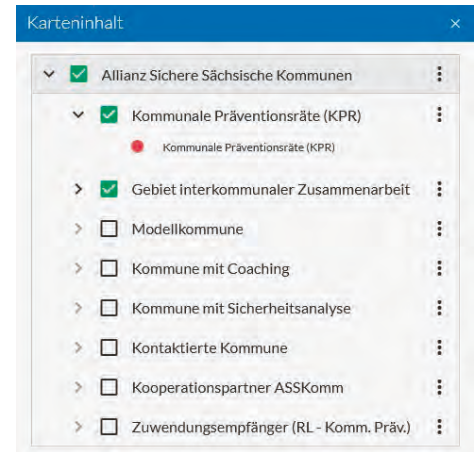 Karteninhalt
Allianz Sichere Sächsische Kommunen
Kommunale Präventionsräte (KPR)
Kommunale Präventionsräte (KPR)
Gebiet interkommunaler Zusammenarbeit
Modellkommune
Kommune mit Coaching
Kommune mit Sicherheitsanalyse
Kontaktierte Kommune
Kooperationspartner ASSKomm
Zuwendungsempfänger (RL - Komm. Präv.)